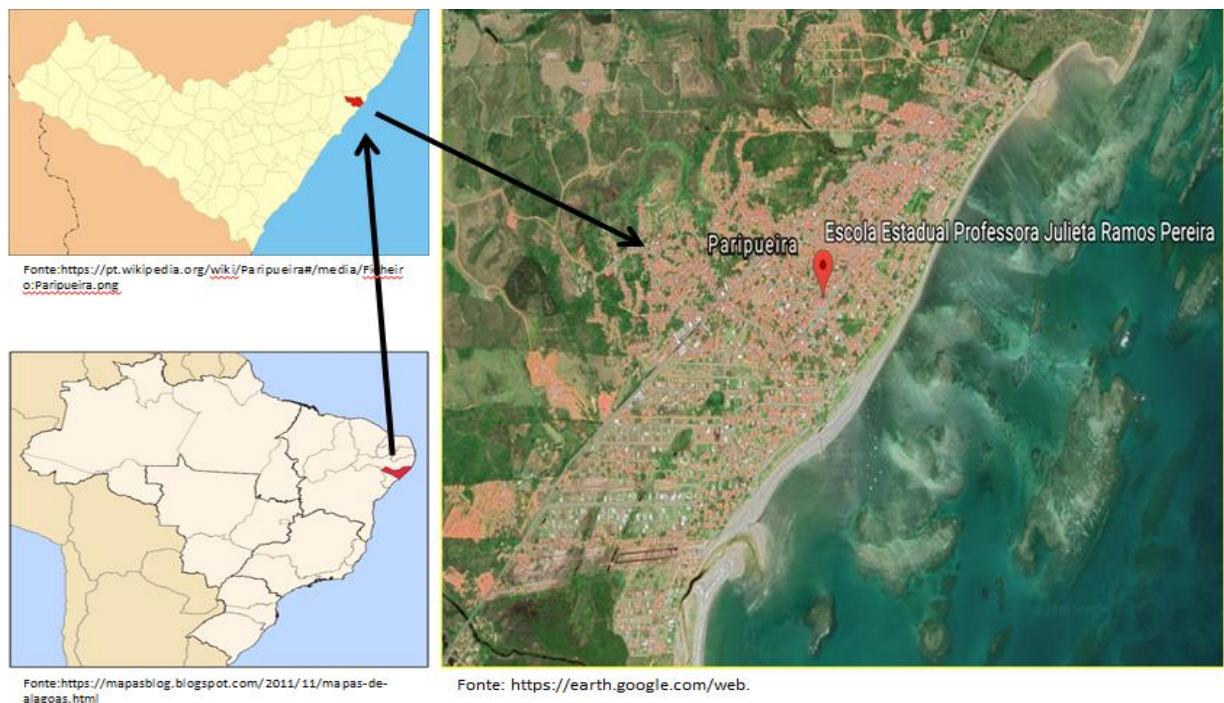 Fonte:https://pt.wikipedia.org/wiki/Paripueira#/media/Ficheir
o:Paripueira.png
Paripueira
Escola Estadual Professora Julieta Ramos Pereira
Fonte:https://mapasblog.blogspot.com/2011/11/mapas-de-
alagoas.html
Fonte: https://earth.google.com/web.